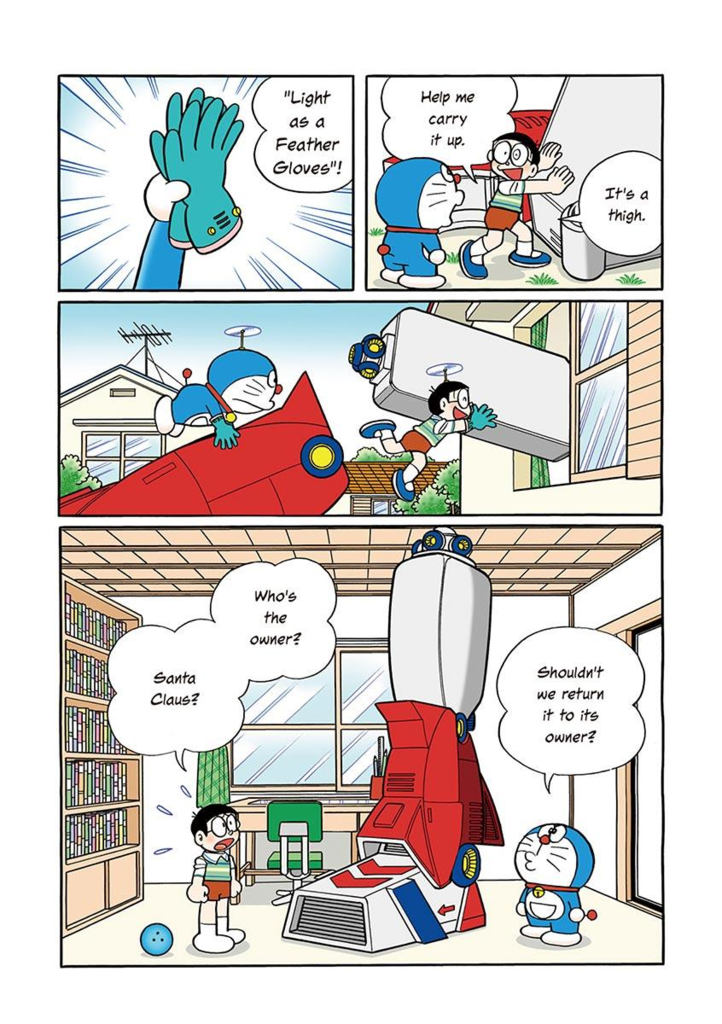 "Light
as a
Feather
Gloves"!
Help me
carry
it up.
It's a
thigh.
Who's
the
owner?
Santa
Claus?
Shouldn't
we return
it to its
owner?